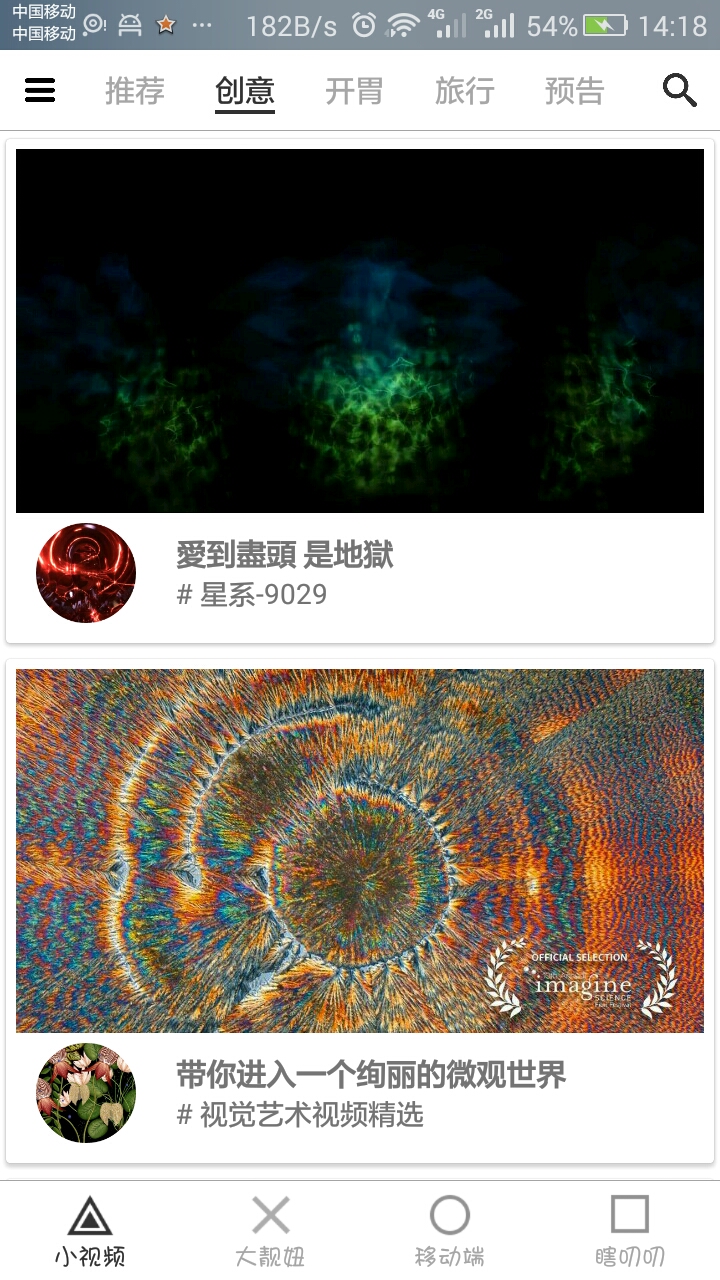 中国移动
中国移动
182B/s
4G
2G
54%
14:18
推荐
创意
开胃
旅行
预告
愛到盡頭 是地獄
# 星系-9029
OFFICIAL SELECTION
imagine
SCIENCE
Film Festival
带你进入一个绚丽的微观世界
# 视觉艺术视频精选
小视频
大靓妞
移动端
瞎叨叨